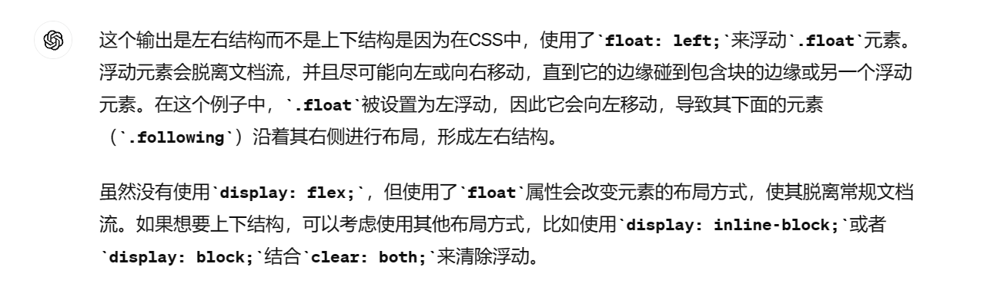 这个输出是左右结构而不是上下结构是因为在CSS中，使用了`float: left;`来浮动`.float`元素。
浮动元素会脱离文档流，并且尽可能向左或向右移动，直到它的边缘碰到包含块的边缘或另一个浮动
元素。在这个例子中，`.float`被设置为左浮动，因此它会向左移动，导致其下面的元素
（`.following`）沿着其右侧进行布局，形成左右结构。
虽然没有使用`display: flex;`，但使用了`float`属性会改变元素的布局方式，使其脱离常规文档
流。如果想要上下结构，可以考虑使用其他布局方式，比如使用`display: inline-block;`或者
`display: block;`结合`clear: both;`来清除浮动。